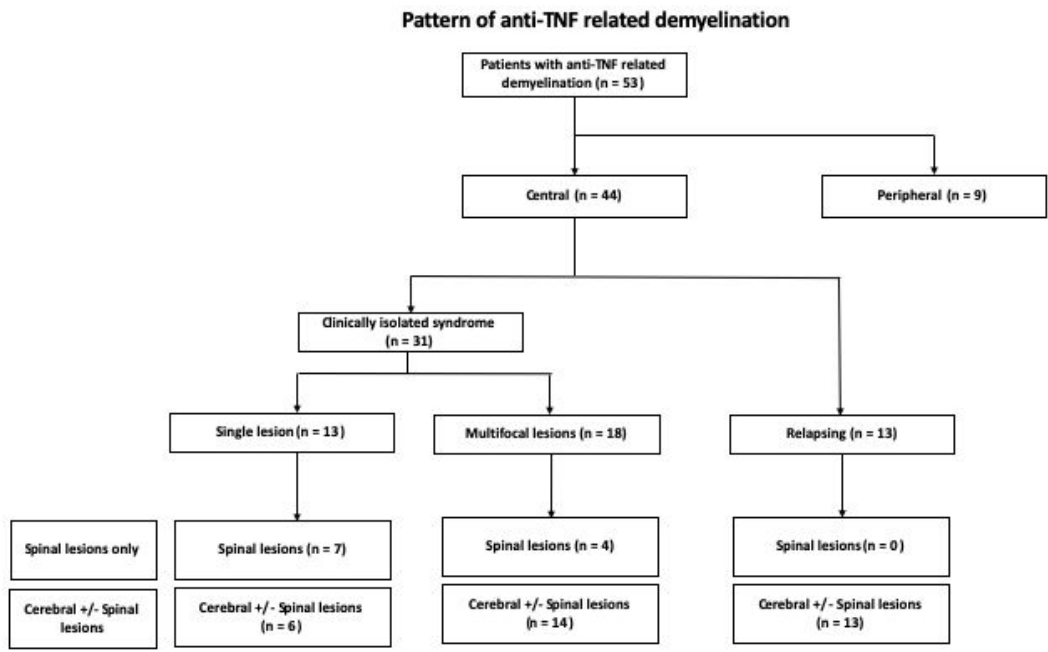 Pattern of anti-TNF related demyelination
Patients with anti-TNF related
demyelination (n = 53)
Central (n = 44)
Peripheral (n = 9)
Clinically isolated syndrome
(n = 31)
Single lesion (n = 13)
Multifocal lesions (n = 18)
Relapsing (n = 13)
Spinal lesions only
Spinal lesions (n = 7)
Spinal lesions (n = 4)
Spinal lesions (n = 0)
Cerebral +/- Spinal
lesions
Cerebral +/- Spinal lesions
(n = 6)
Cerebral +/- Spinal lesions
(n = 14)
Cerebral +/- Spinal lesions
(n = 13)